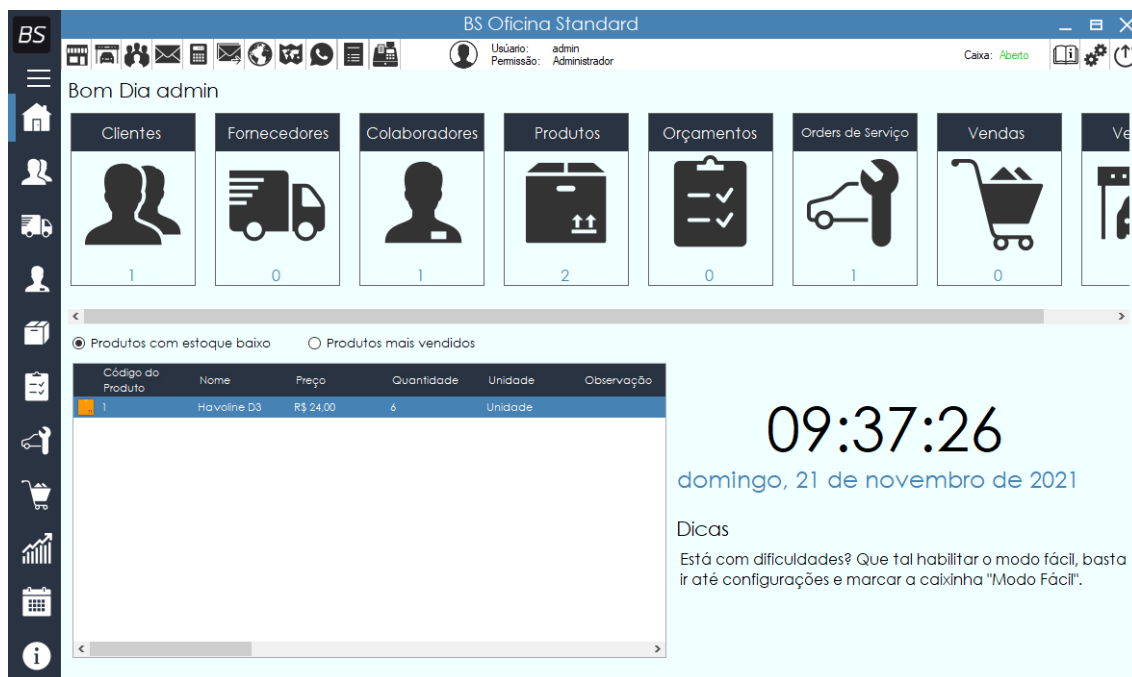 BS
BS Oficina Standard
Usúario: admin
Permissão: Administrador
Caixa: Aberto
Bom Dia admin
Clientes
1
Fornecedores
0
Colaboradores
1
Produtos
2
Orçamentos
0
Orders de Serviço
1
Vendas
0
Ve
Produtos com estoque baixo
Produtos mais vendidos
Código do
Produto
Nome
Preço
Quantidade
Unidade
Observação
1
Havoline D3
R$ 24,00
6
Unidade
09:37:26
domingo, 21 de novembro de 2021
Dicas
Está com dificuldades? Que tal habilitar o modo fácil, basta
ir até configurações e marcar a caixinha "Modo Fácil".